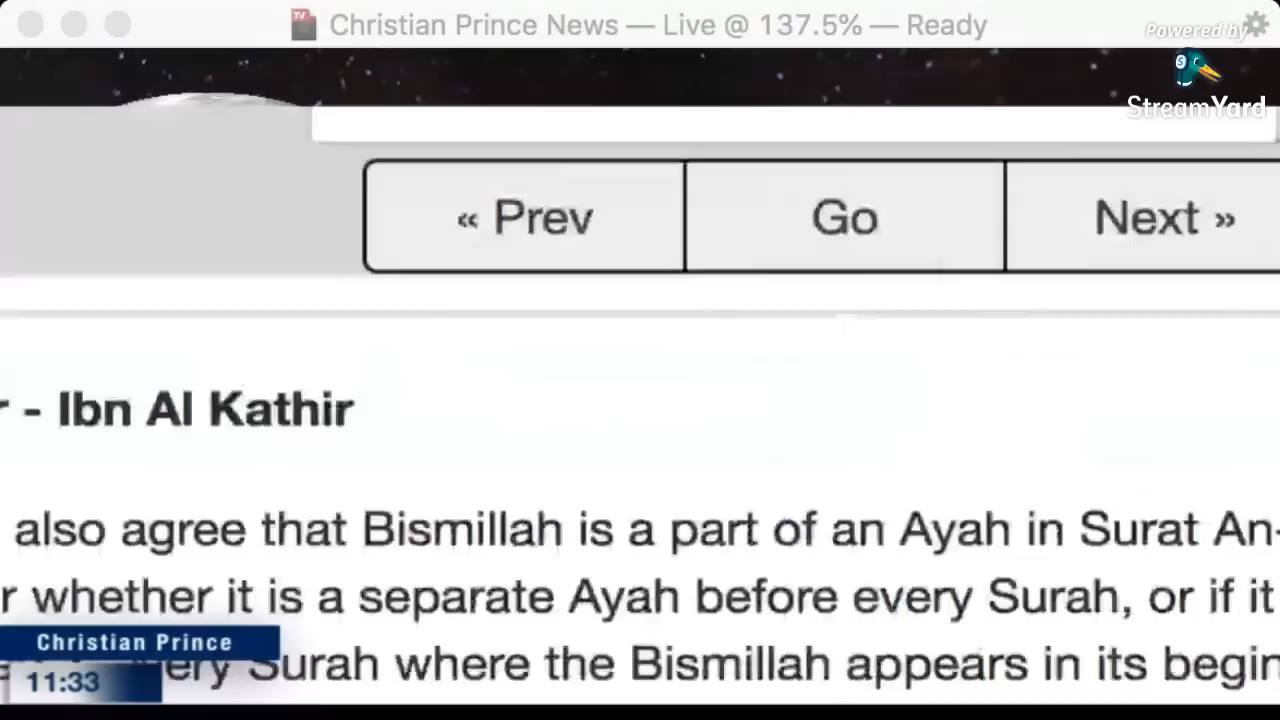 Christian Prince News — Live @ 137.5% — Ready
Powered by
StreamYard
« Prev
Go
Next »
- Ibn Al Kathir
also agree that Bismillah is a part of an Ayah in Surat An-
r whether it is a separate Ayah before every Surah, or if it
Christian Prince
Surah where the Bismillah appears in its begin
11:33